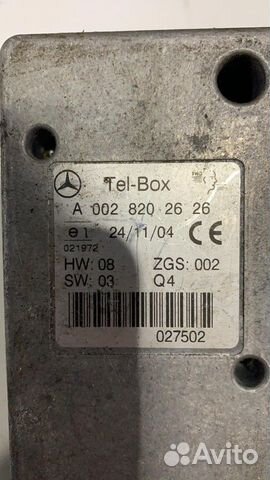 Tel-Box
A 002 820 26 26
e1 24/11/04 CE
021972
HW: 08 ZGS: 002
SW: 03 Q4
027502
Avito